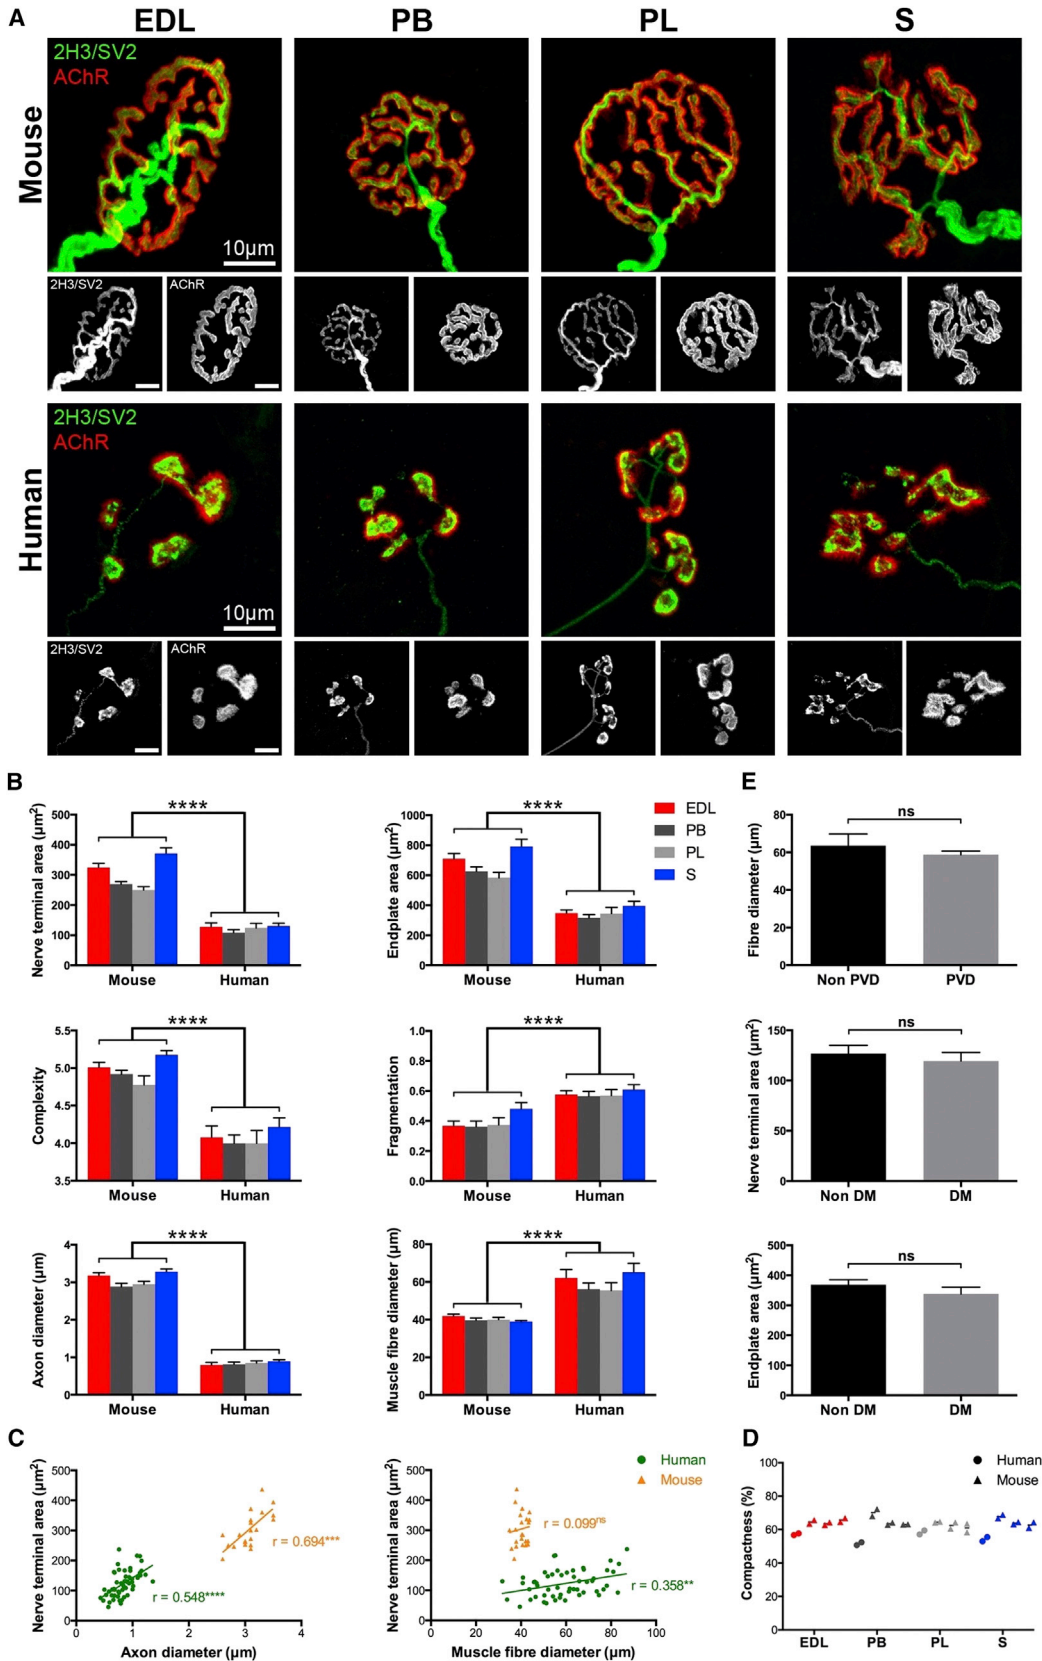 A
EDL PB PL S
Mouse
2H3/SV2
AChR
10µm
2H3/SV2 AChR
Human
2H3/SV2
AChR
10µm
2H3/SV2 AChR
B
Nerve terminal area (µm²)
500
400
300
200
100
0
****
Mouse Human
Endplate area (µm²)
1000
800
600
400
200
0
****
Mouse Human
EDL
PB
PL
S
Complexity
5.5
5.0
4.5
4.0
3.5
****
Mouse Human
Fragmentation
1.0
0.8
0.6
0.4
0.2
0.0
****
Mouse Human
Axon diameter (µm)
4
3
2
1
0
****
Mouse Human
Muscle fibre diameter (µm)
80
60
40
20
0
****
Mouse Human
E
Fibre diameter (µm)
80
60
40
20
0
ns
Non PVD PVD
Nerve terminal area (µm²)
150
100
50
0
ns
Non DM DM
Endplate area (µm²)
500
400
300
200
100
0
ns
Non DM DM
C
Nerve terminal area (µm²)
500
400
300
200
100
0
r = 0.694***
r = 0.548****
0 1 2 3 4
Axon diameter (µm)
Nerve terminal area (µm²)
500
400
300
200
100
0
Human
Mouse
r = 0.099ns
r = 0.358**
0 20 40 60 80 100
Muscle fibre diameter (µm)
D
Compactness (%)
100
80
60
40
20
0
Human
Mouse
EDL PB PL S